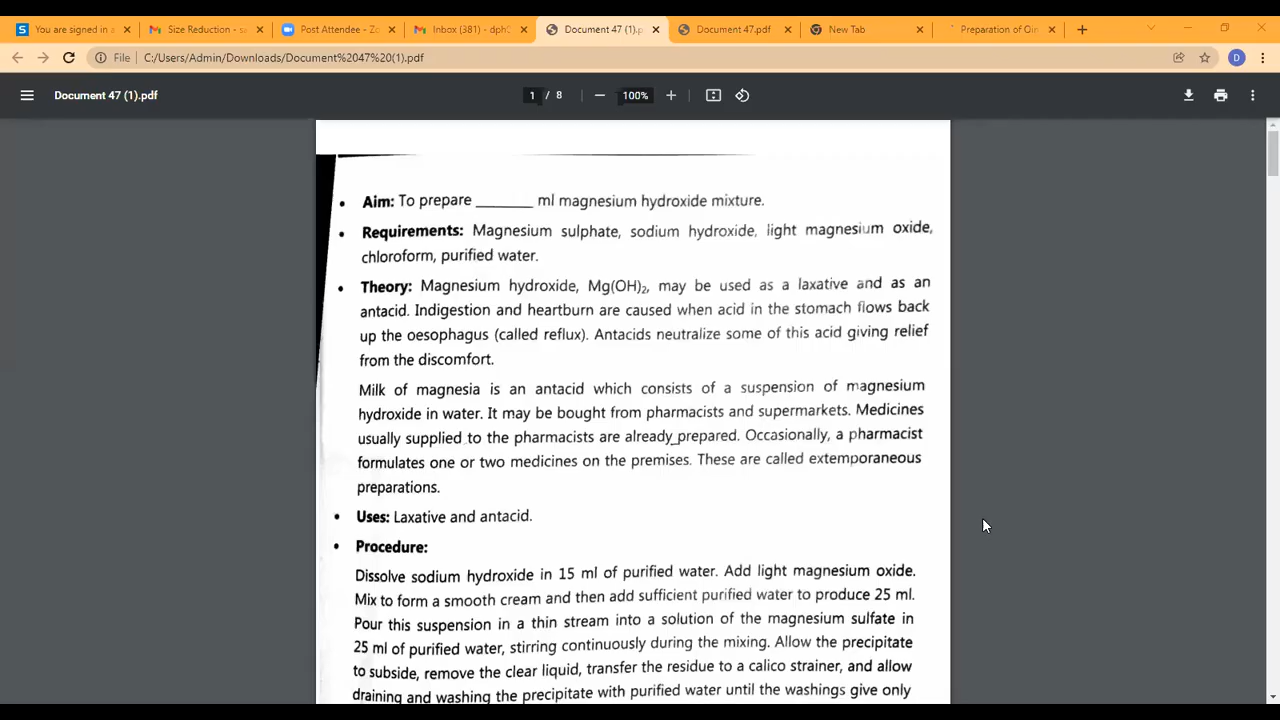 You are signed in a
Size Reduction - sa
Post Attendee - Zo
Inbox (381) - dph
Document 47 (1).p
Document 47.pdf
New Tab
Preparation of Oin
File
C:/Users/Admin/Downloads/Document%2047%20(1).pdf
D
Document 47 (1).pdf
1 / 8
100%
• Aim: To prepare ________ ml magnesium hydroxide mixture.
• Requirements: Magnesium sulphate, sodium hydroxide, light magnesium oxide,
chloroform, purified water.
• Theory: Magnesium hydroxide, Mg(OH)₂, may be used as a laxative and as an
antacid. Indigestion and heartburn are caused when acid in the stomach flows back
up the oesophagus (called reflux). Antacids neutralize some of this acid giving relief
from the discomfort.
Milk of magnesia is an antacid which consists of a suspension of magnesium
hydroxide in water. It may be bought from pharmacists and supermarkets. Medicines
usually supplied to the pharmacists are already prepared. Occasionally, a pharmacist
formulates one or two medicines on the premises. These are called extemporaneous
preparations.
• Uses: Laxative and antacid.
• Procedure:
Dissolve sodium hydroxide in 15 ml of purified water. Add light magnesium oxide.
Mix to form a smooth cream and then add sufficient purified water to produce 25 ml.
Pour this suspension in a thin stream into a solution of the magnesium sulfate in
25 ml of purified water, stirring continuously during the mixing. Allow the precipitate
to subside, remove the clear liquid, transfer the residue to a calico strainer, and allow
draining and washing the precipitate with purified water until the washings give only